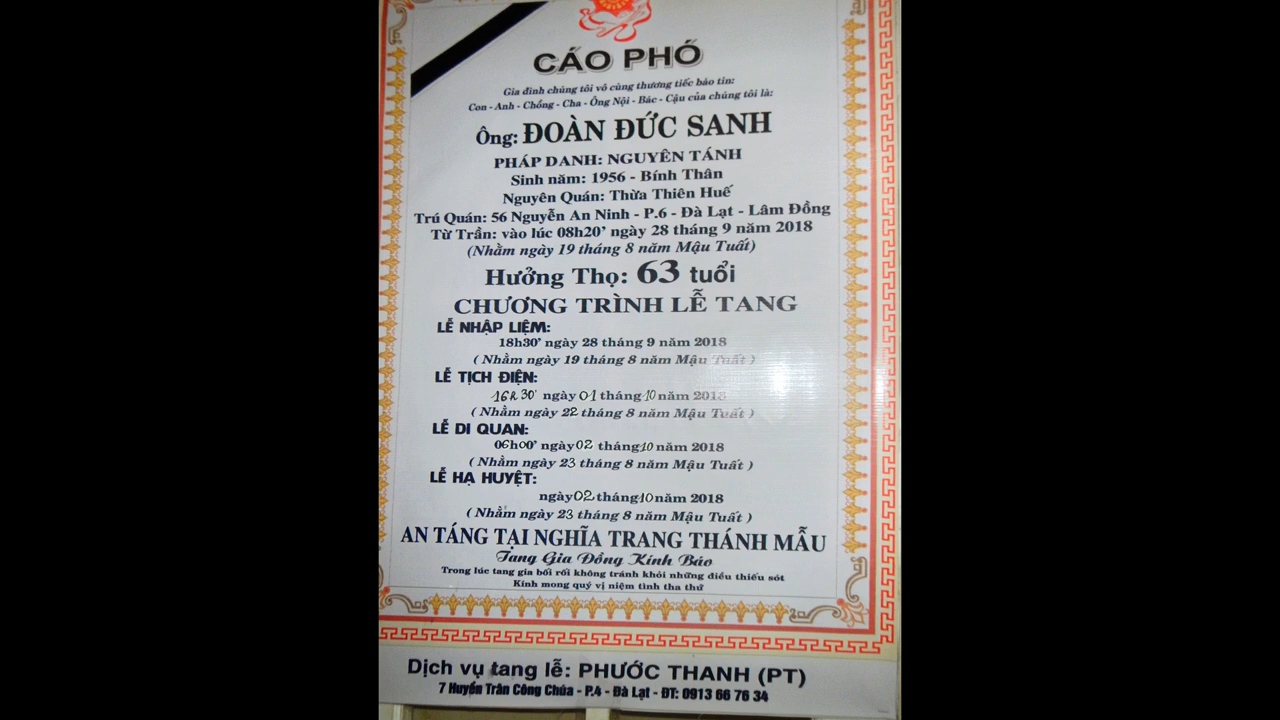 CÁO PHÓ
Gia đình chúng tôi vô cùng thương tiếc báo tin:
Con - Anh - Chồng - Cha - Ông Nội - Bác - Cậu của chúng tôi là:
Ông: ĐOÀN ĐỨC SANH
PHÁP DANH: NGUYÊN TÁNH
Sinh năm: 1956 - Bính Thân
Nguyên Quán: Thừa Thiên Huế
Trú Quán: 56 Nguyễn An Ninh - P.6 - Đà Lạt - Lâm Đồng
Từ Trần: vào lúc 08h20' ngày 28 tháng 9 năm 2018
(Nhằm ngày 19 tháng 8 năm Mậu Tuất)
Hưởng Thọ: 63 tuổi
CHƯƠNG TRÌNH LỄ TANG
LỄ NHẬP LIỆM:
18h30' ngày 28 tháng 9 năm 2018
( Nhằm ngày 19 tháng 8 năm Mậu Tuất )
LỄ TỊCH ĐIỆN:
16h 30' ngày 01 tháng 10 năm 2018
( Nhằm ngày 22 tháng 8 năm Mậu Tuất )
LỄ DI QUAN:
06h00' ngày 02 tháng 10 năm 2018
( Nhằm ngày 23 tháng 8 năm Mậu Tuất )
LỄ HẠ HUYỆT:
ngày 02 tháng 10 năm 2018
( Nhằm ngày 23 tháng 8 năm Mậu Tuất )
AN TÁNG TẠI NGHĨA TRANG THÁNH MẪU
Tang Gia Đồng Kính Báo
Trong lúc tang gia bối rối không tránh khỏi những điều thiếu sót
Kính mong quý vị niệm tình tha thứ
Dịch vụ tang lễ: PHƯỚC THANH (PT)
7 Huyền Trân Công Chúa - P.4 - Đà Lạt - ĐT: 0913 66 76 34